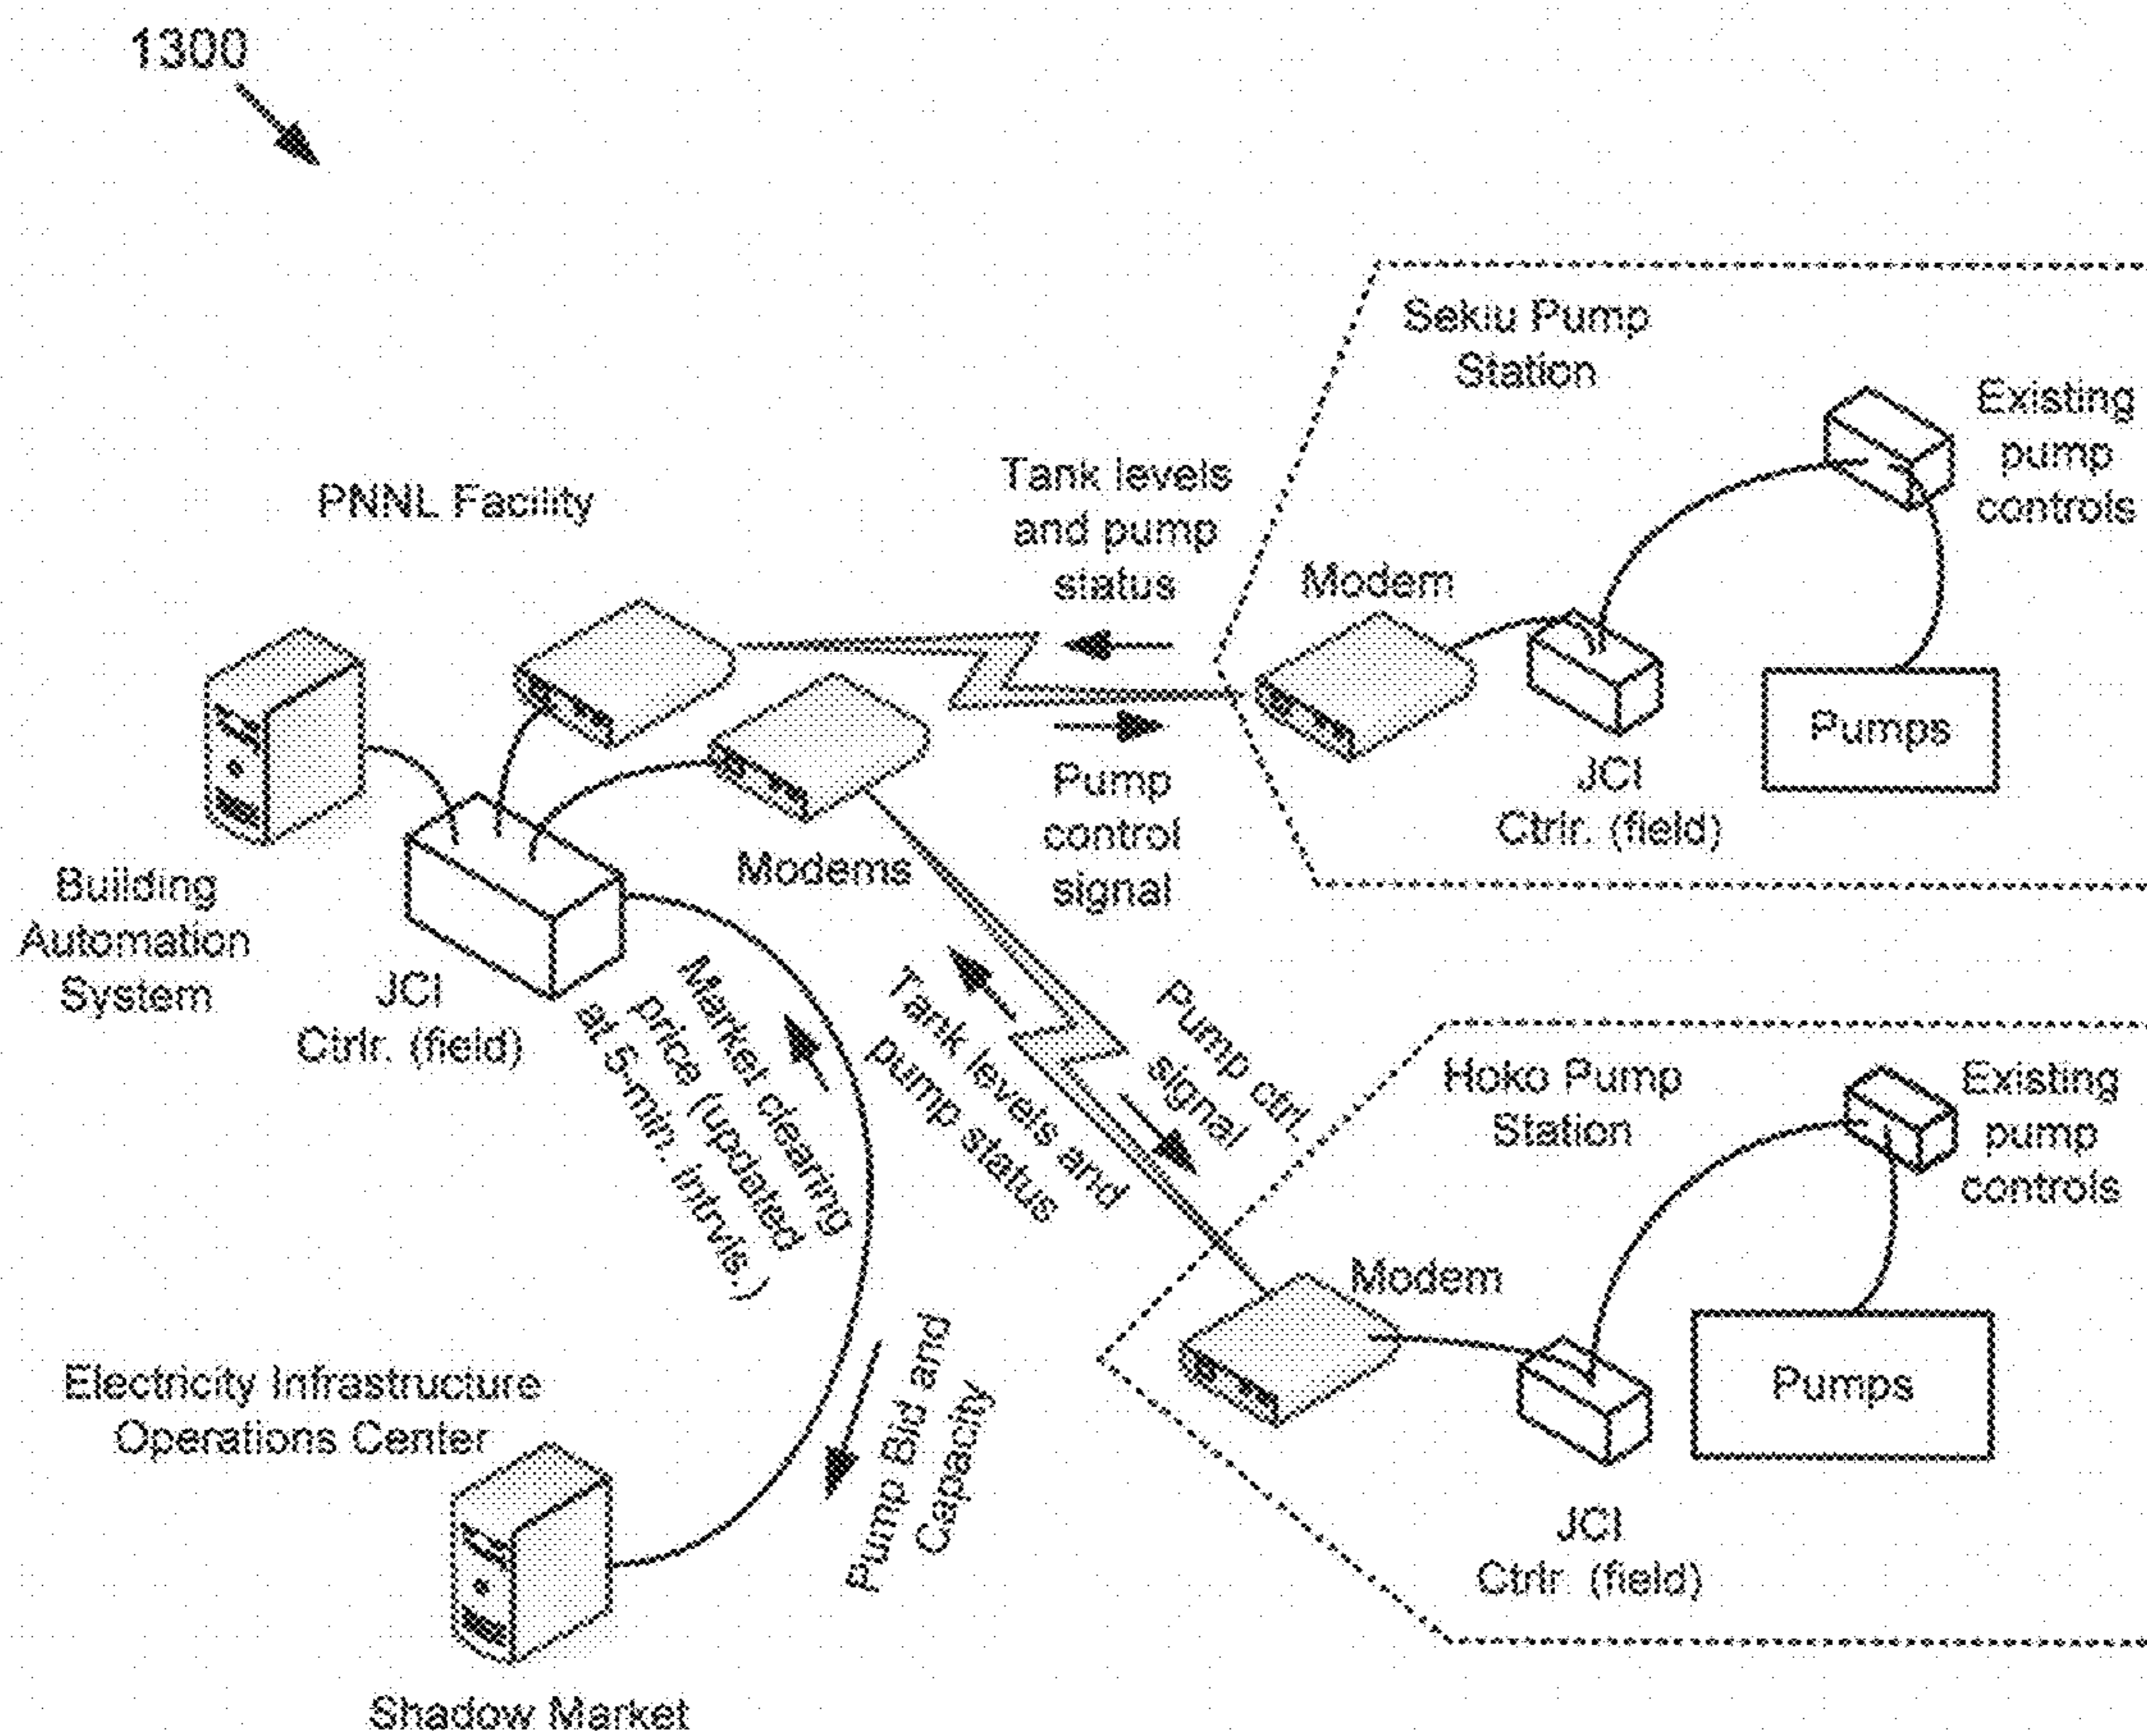 1300
Sekiu Pump
Station
Existing
pump
controls
PNNL Facility
Tank levels
and pump
status
Modem
Pumps
JCI
Ctrlr. (field)
Pump
control
signal
Modems
Building
Automation
System
JCI
Ctrlr. (field)
Market clearing
price (updated
at 5-min. intrvls.)
Tank levels and
pump status
Pump ctrl.
signal
Hoko Pump
Station
Existing
pump
controls
Modem
Pumps
JCI
Ctrlr. (field)
Pump Bid and
Capacity
Electricity Infrastructure
Operations Center
Shadow Market